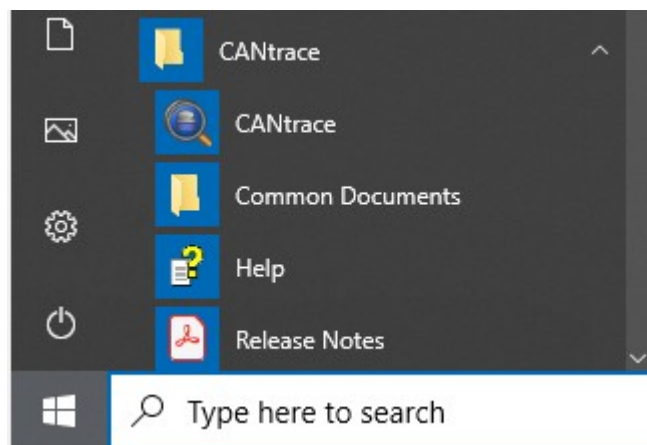 CANtrace
CANtrace
Common Documents
Help
Release Notes
Type here to search